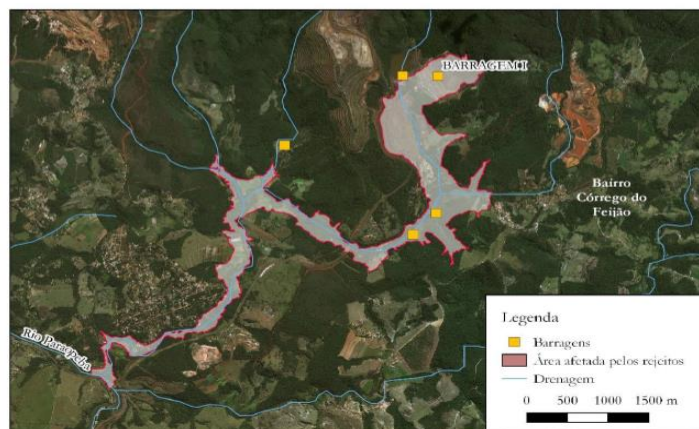 BARRAGEM I
Bairro
Córrego do
Feijão
Rio Paraopeba
Legenda
Barragens
Área afetada pelos rejeitos
Drenagem
0 500 1000 1500 m